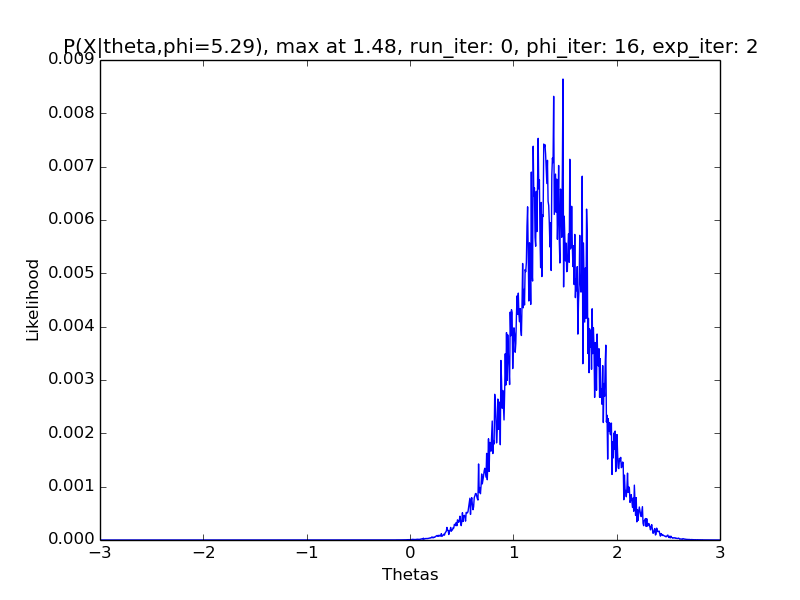 P(X|theta,phi=5.29), max at 1.48, run_iter: 0, phi_iter: 16, exp_iter: 2
0.009
0.008
0.007
0.006
0.005
0.004
0.003
0.002
0.001
0.000
Likelihood
−3 −2 −1 0 1 2 3
Thetas